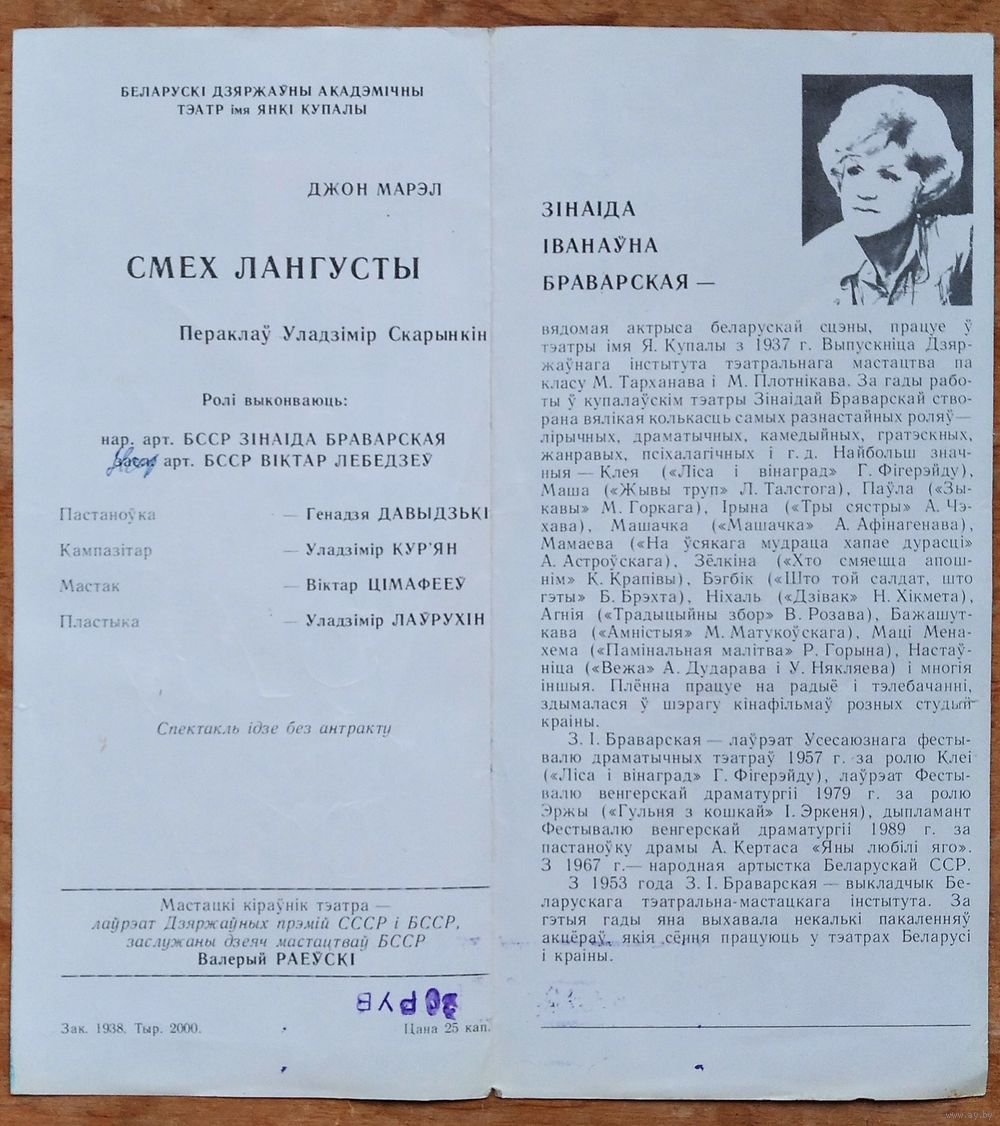 БЕЛАРУСКІ ДЗЯРЖАЎНЫ АКАДЭМІЧНЫ
ТЭАТР імя ЯНКІ КУПАЛЫ
ДЖОН МАРЭЛ
СМЕХ ЛАНГУСТЫ
Пераклаў Уладзімір Скарынкін
Ролі выконваюць:
нар. арт. БССР ЗІНАІДА БРАВАРСКАЯ
арт. БССР ВІКТАР ЛЕБЕДЗЕЎ
Пастаноўка — Генадзя ДАВЫДЗЬКІ
Кампазітар — Уладзімір КУР'ЯН
Мастак — Віктар ЦІМАФЕЕЎ
Пластыка — Уладзімір ЛАЎРУХІН
Спектакль ідзе без антракту
Мастацкі кіраўнік тэатра —
лаўрэат Дзяржаўных прэмій СССР і БССР,
заслужаны дзеяч мастацтваў БССР
Валерый РАЕЎСКІ
30 РУБ
Зак. 1938. Тыр. 2000. Цана 25 кап.
ЗІНАІДА
ІВАНАЎНА
БРАВАРСКАЯ —
вядомая актрыса беларускай сцэны, працуе ў
тэатры імя Я. Купалы з 1937 г. Выпускніца Дзяр-
жаўнага інстытута тэатральнага мастацтва па
класу М. Тарханава і М. Плотнікава. За гады рабо-
ты ў купалаўскім тэатры Зінаідай Браварскай ство-
рана вялікая колькасць самых разнастайных роляў—
лірычных, драматычных, камедыйных, гратэскных,
жанравых, псіхалагічных і г. д. Найбольш знач-
ныя — Клея («Ліса і вінаград» Г. Фігерэйду),
Маша («Жывы труп» Л. Талстога), Паўла («Зы-
кавы» М. Горкага), Ірына («Тры сястры» А. Чэ-
хава), Машачка («Машачка» А. Афінагенава),
Мамаева («На ўсякага мудраца хапае дурасці»
А. Астроўскага), Зёлкіна («Хто смяецца апош-
нім» К. Крапівы), Бэгбік («Што той салдат, што
гэты» Б. Брэхта), Ніхаль («Дзівак» Н. Хікмета),
Агнія («Традыцыйны збор» В. Розава), Бажашут-
кава («Амністыя» М. Матукоўскага), Маці Мена-
хема («Памінальная малітва» Р. Горына), Настаў-
ніца («Вежа» А. Дударава і У. Някляева) і многія
іншыя. Плённа працуе на радыё і тэлебачанні,
здымалася ў шэрагу кінафільмаў розных студый
краіны.
З. І. Браварская — лаўрэат Усесаюзнага фесты-
валю драматычных тэатраў 1957 г. за ролю Клеі
(«Ліса і вінаград» Г. Фігерэйду), лаўрэат Фесты-
валю венгерскай драматургіі 1979 г. за ролю
Эржы («Гульня з кошкай» І. Эркеня), дыпламант
Фестывалю венгерскай драматургіі 1989 г. за
пастаноўку драмы А. Кертаса «Яны любілі яго».
З 1967 г.— народная артыстка Беларускай ССР.
З 1953 года З. І. Браварская — выкладчык Бе-
ларускага тэатральна-мастацкага інстытута. За
гэтыя гады яна выхавала некалькі пакаленняў
акцёраў, якія сёння працуюць у тэатрах Беларусі
і краіны.
www.ay.by